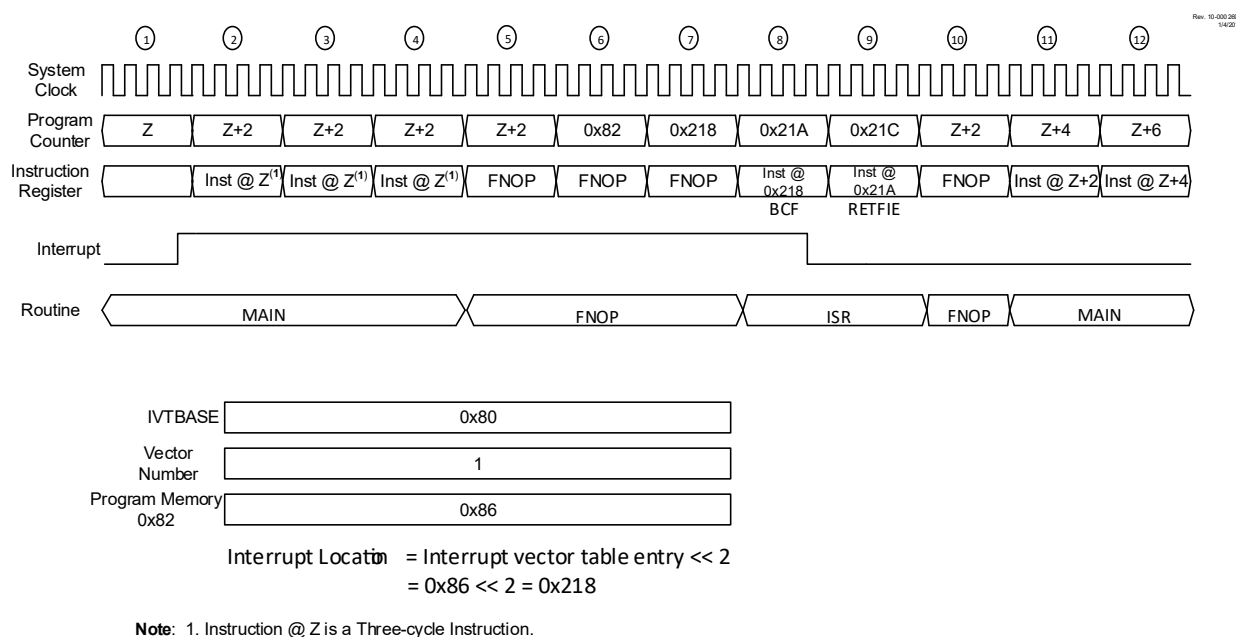 Rev. 10-000 26
1/4/20
1 2 3 4 5 6 7 8 9 10 11 12
System
Clock
Program
Counter
Z Z+2 Z+2 Z+2 Z+2 0x82 0x218 0x21A 0x21C Z+2 Z+4 Z+6
Instruction
Register
Inst @ Z(1) Inst @ Z(1) Inst @ Z(1) FNOP FNOP FNOP Inst @ 0x218 Inst @ 0x21A FNOP Inst @ Z+2 Inst @ Z+4
BCF RETFIE
Interrupt
Routine MAIN FNOP ISR FNOP MAIN
IVTBASE 0x80
Vector
Number
1
Program Memory
0x82
0x86
Interrupt Location = Interrupt vector table entry << 2
= 0x86 << 2 = 0x218
Note: 1. Instruction @ Z is a Three-cycle Instruction.